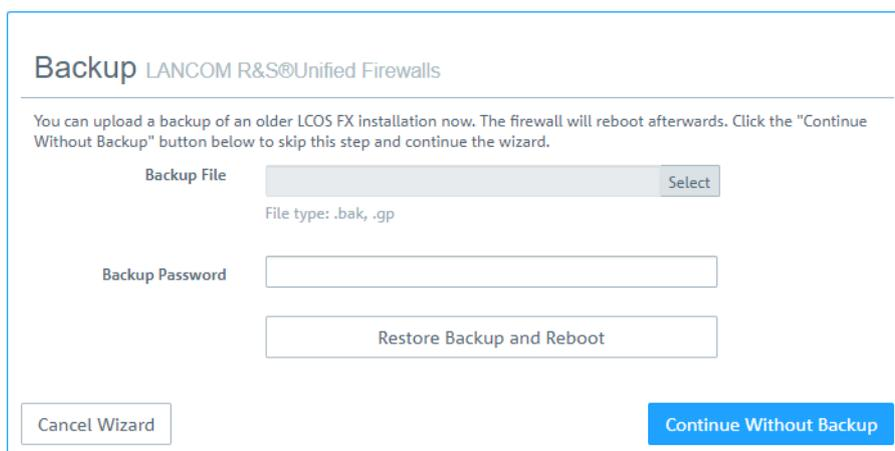 Backup LANCOM R&S®Unified Firewalls
You can upload a backup of an older LCOS FX installation now. The firewall will reboot afterwards. Click the "Continue
Without Backup" button below to skip this step and continue the wizard.
Backup File
Select
File type: .bak, .gp
Backup Password
Restore Backup and Reboot
Cancel Wizard
Continue Without Backup